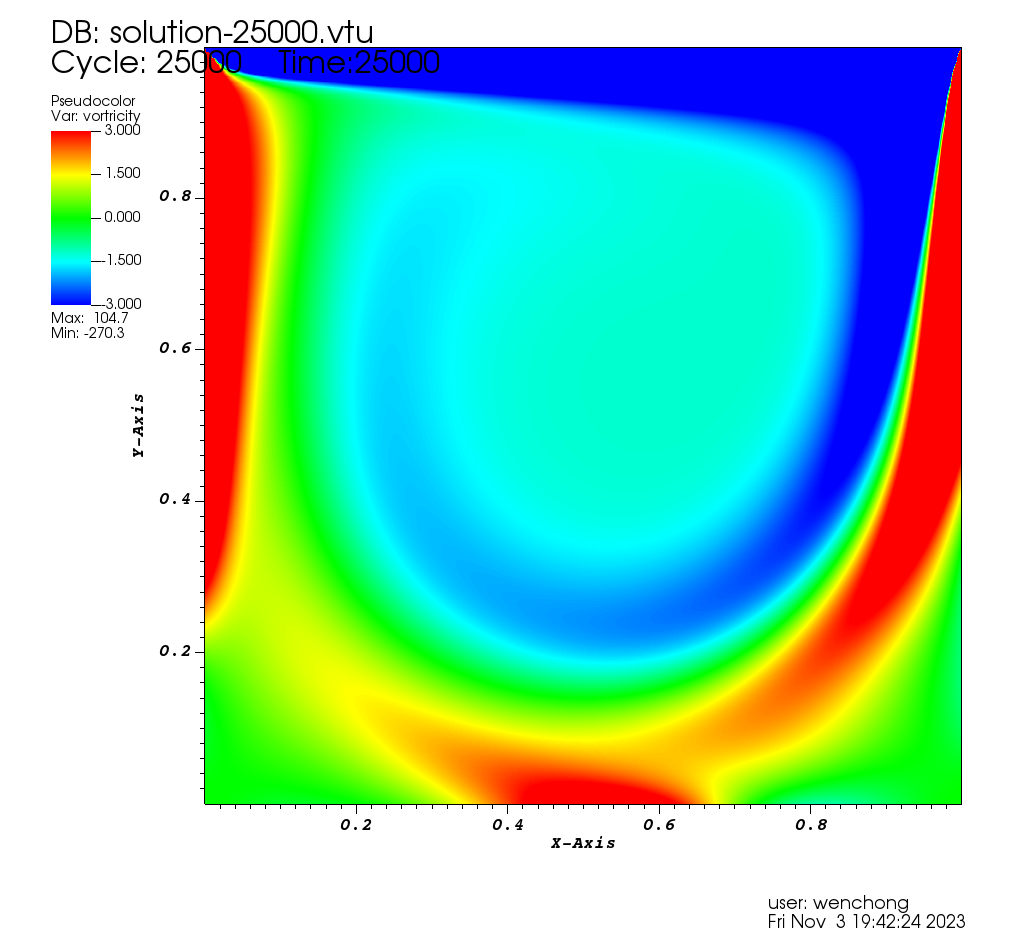 DB: solution-25000.vtu
Cycle: 25000 Time:25000
Pseudocolor
Var: vortricity
3.000
1.500
0.000
-1.500
-3.000
Max: 104.7
Min: -270.3
0.8
0.6
0.4
0.2
Y-Axis
0.2 0.4 0.6 0.8
X-Axis
user: wenchong
Fri Nov 3 19:42:24 2023